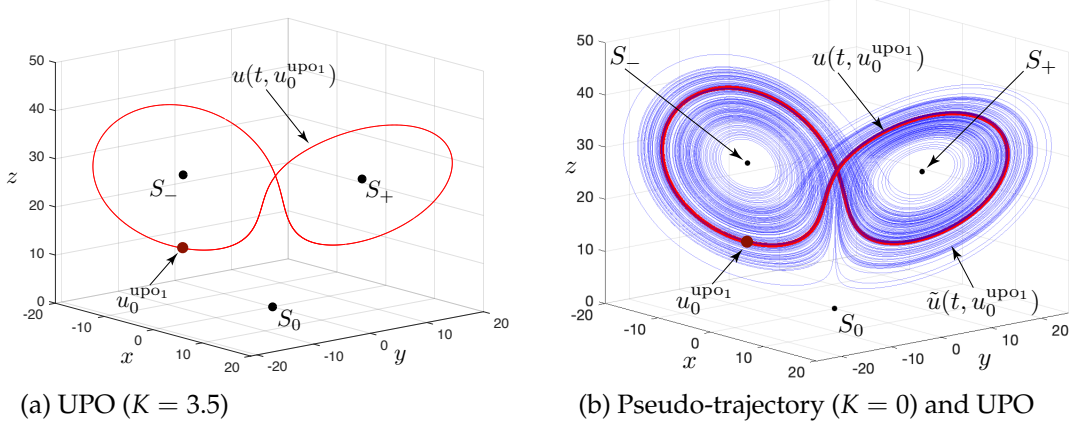 50
40
30
20
10
0
z
-20
-10
0
10
20
x
-20
-10
0
10
20
y
u(t, u_0^{upo_1})
S_-
S_+
u_0^{upo_1}
S_0
(a) UPO (K = 3.5)
50
40
30
20
10
0
z
-20
-10
0
10
20
x
-20
-10
0
10
20
y
S_-
u(t, u_0^{upo_1})
S_+
u_0^{upo_1}
ũ(t, u_0^{upo_1})
S_0
(b) Pseudo-trajectory (K = 0) and UPO